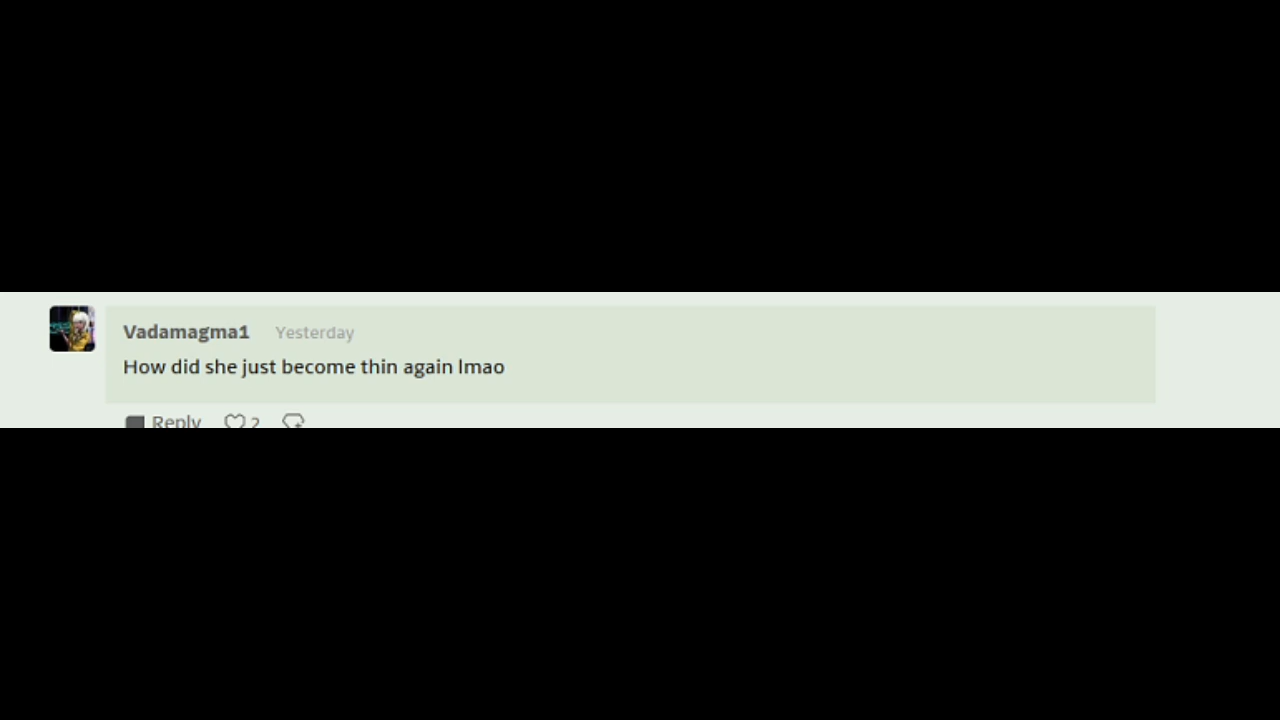 Vadamagma1 Yesterday
How did she just become thin again lmao
Reply 2